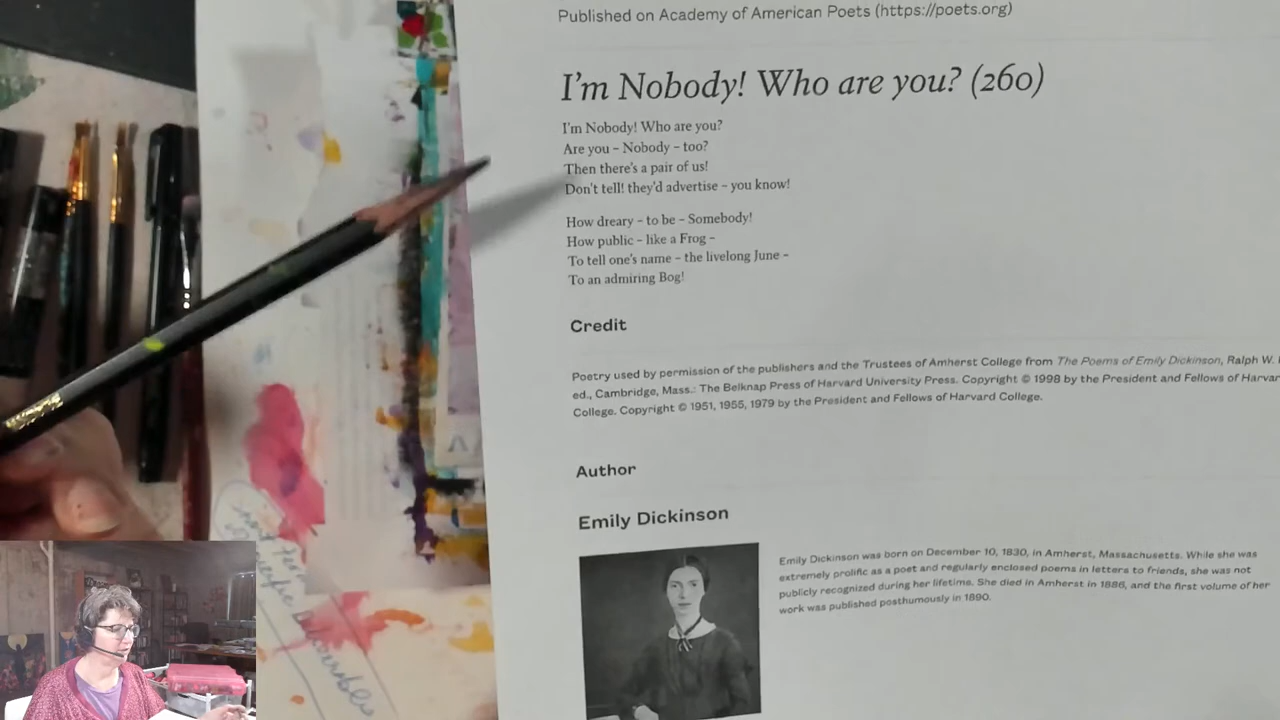 Published on Academy of American Poets (https://poets.org)
I'm Nobody! Who are you? (260)
I'm Nobody! Who are you?
Are you – Nobody – too?
Then there's a pair of us!
Don't tell! they'd advertise – you know!
How dreary – to be – Somebody!
How public – like a Frog –
To tell one's name – the livelong June –
To an admiring Bog!
Credit
Poetry used by permission of the publishers and the Trustees of Amherst College from The Poems of Emily Dickinson, Ralph W.
ed., Cambridge, Mass.: The Belknap Press of Harvard University Press. Copyright © 1998 by the President and Fellows of Harvar
College. Copyright © 1951, 1955, 1979 by the President and Fellows of Harvard College.
Author
Emily Dickinson
Emily Dickinson was born on December 10, 1830, in Amherst, Massachusetts. While she was
extremely prolific as a poet and regularly enclosed poems in letters to friends, she was not
publicly recognized during her lifetime. She died in Amherst in 1886, and the first volume of her
work was published posthumously in 1890.